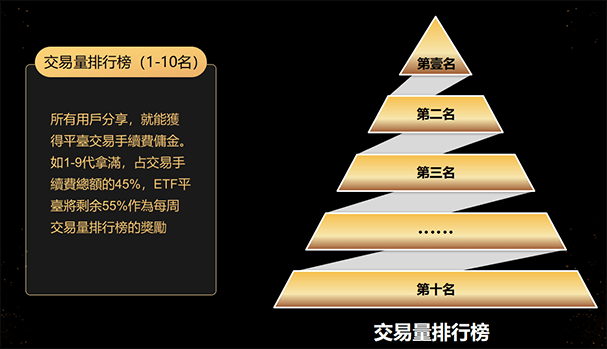 交易量排行榜（1-10名）
所有用戶分享，就能獲
得平臺交易手續費傭金。
如1-9代拿滿，占交易手
續費總額的45%，ETF平
臺將剩余55%作為每周
交易量排行榜的獎勵
第壹名
第二名
第三名
……
第十名
交易量排行榜